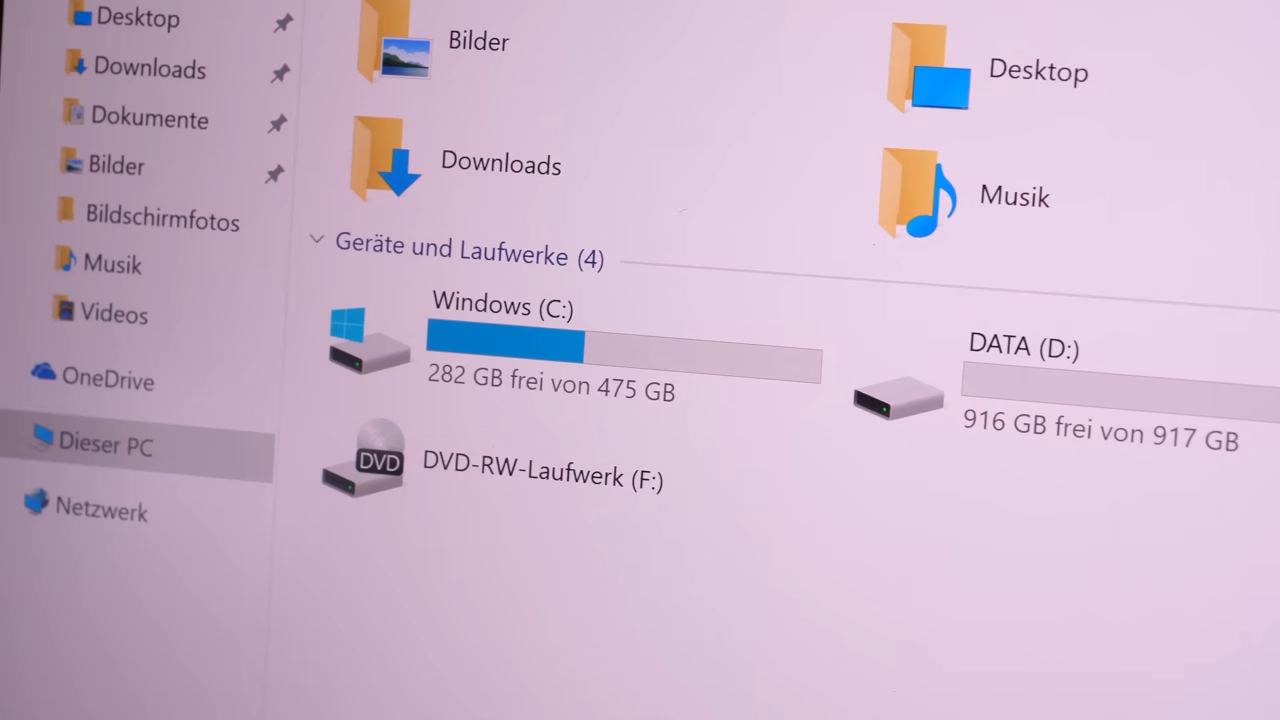 Desktop
Downloads
Dokumente
Bilder
Bildschirmfotos
Musik
Videos
OneDrive
Dieser PC
Netzwerk
Bilder
Desktop
Downloads
Musik
Geräte und Laufwerke (4)
Windows (C:)
282 GB frei von 475 GB
DATA (D:)
916 GB frei von 917 GB
DVD
DVD-RW-Laufwerk (F:)